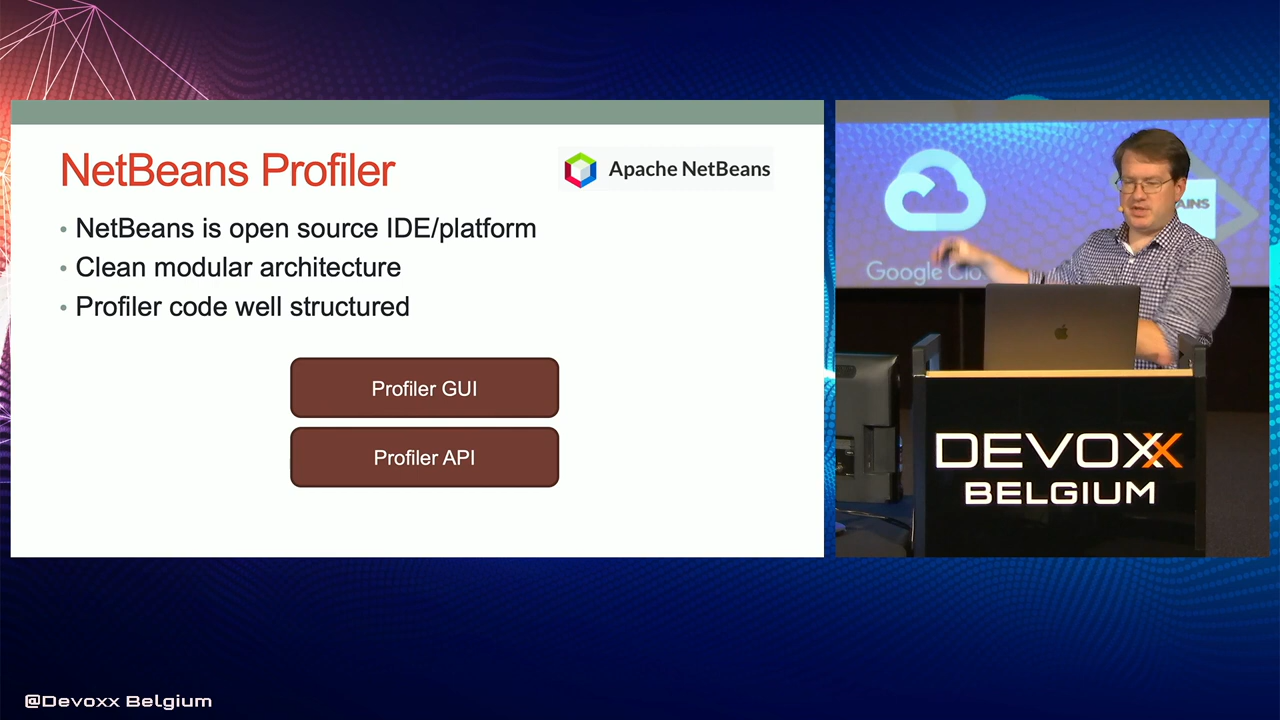 NetBeans Profiler
Apache NetBeans
• NetBeans is open source IDE/platform
• Clean modular architecture
• Profiler code well structured
Profiler GUI
Profiler API
Google
DEVOXX
BELGIUM
@Devoxx Belgium